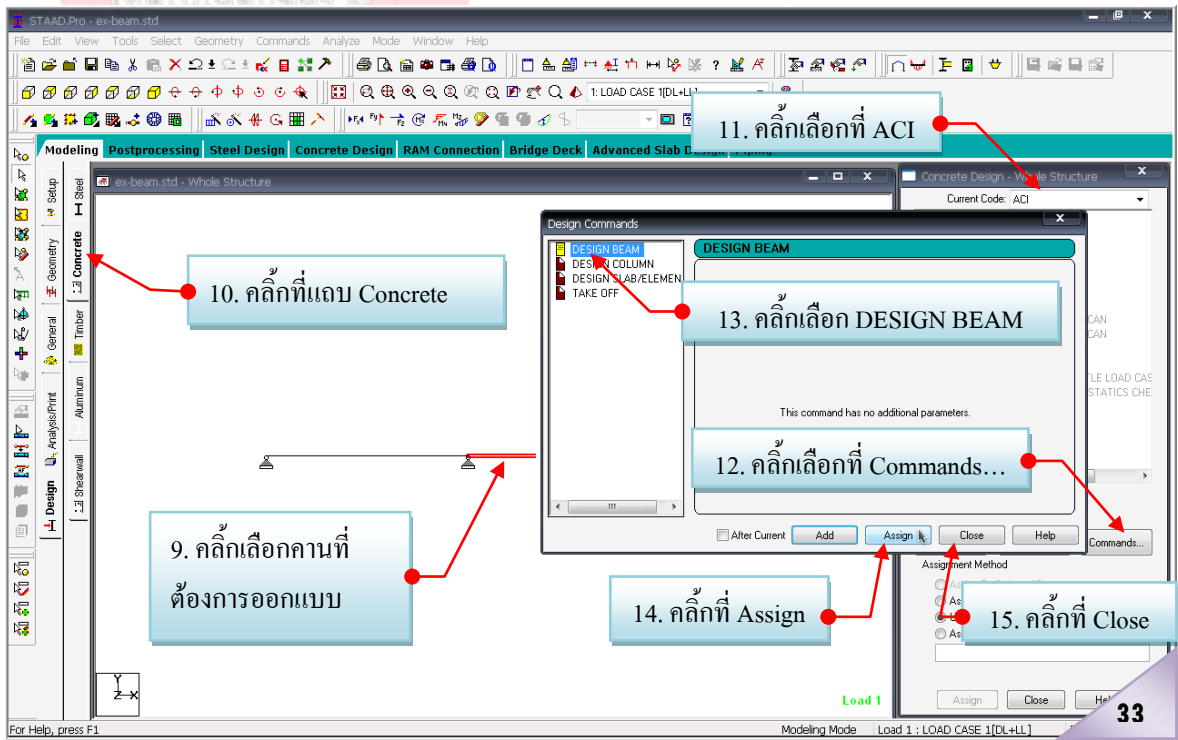 STAAD.Pro - ex-beam.std
File Edit View Tools Select Geometry Commands Analyze Mode Window Help
1: LOAD CASE 1[DL+LL]
11. คลิ๊กเลือกที่ ACI
Modeling Postprocessing Steel Design Concrete Design RAM Connection Bridge Deck Advanced Slab
ex-beam.std - Whole Structure
Concrete Design - Whole Structure
Current Code: ACI
Setup
Geometry
General
Analysis/Print
Design
Steel
Concrete
Timber
Aluminum
Shearwall
Design Commands
DESIGN BEAM
DESIGN COLUMN
DESIGN SLAB/ELEMEN
TAKE OFF
DESIGN BEAM
10. คลิ๊กที่แถบ Concrete
13. คลิ๊กเลือก DESIGN BEAM
CAN
CAN
LE LOAD CAS
STATICS CHE
This command has no additional parameters.
12. คลิ๊กเลือกที่ Commands…
After Current Add Assign Close Help
Commands...
9. คลิ๊กเลือกคานที่
ต้องการออกแบบ
Assignment Method
14. คลิ๊กที่ Assign
15. คลิ๊กที่ Close
Y
Z X
Load 1
Assign Close
33
For Help, press F1
Modeling Mode Load 1 : LOAD CASE 1[DL+LL]